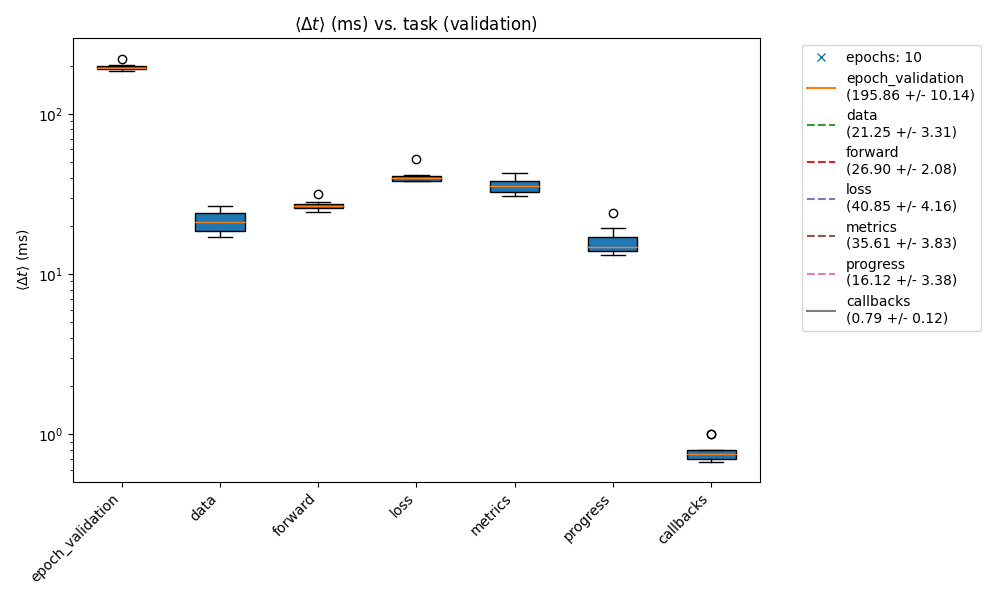 ⟨Δt⟩ (ms) vs. task (validation)
⟨Δt⟩ (ms)
10²
10¹
10⁰
epoch_validation
data
forward
loss
metrics
progress
callbacks
epochs: 10
epoch_validation
(195.86 +/- 10.14)
data
(21.25 +/- 3.31)
forward
(26.90 +/- 2.08)
loss
(40.85 +/- 4.16)
metrics
(35.61 +/- 3.83)
progress
(16.12 +/- 3.38)
callbacks
(0.79 +/- 0.12)